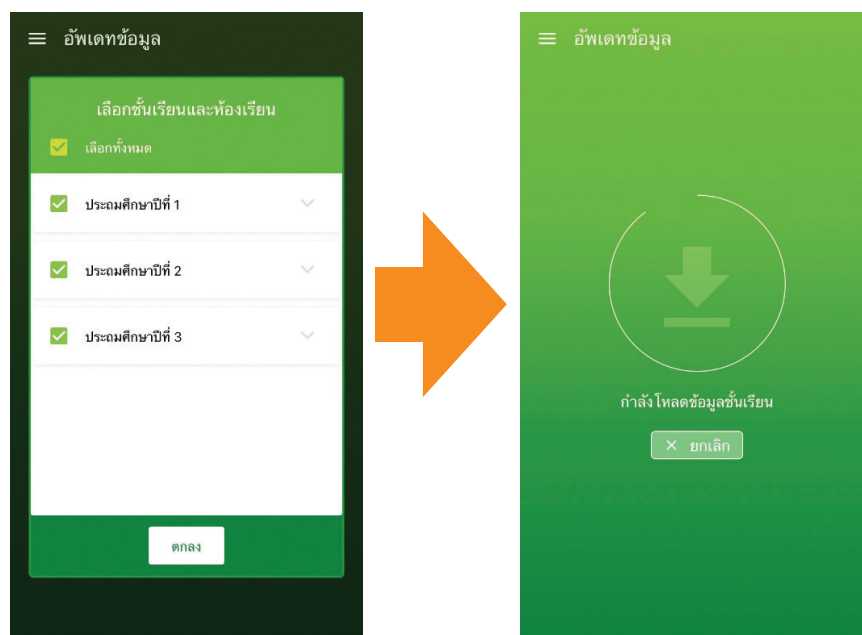 อัพเดทข้อมูล
เลือกชั้นเรียนและห้องเรียน
เลือกทั้งหมด
ประถมศึกษาปีที่ 1
ประถมศึกษาปีที่ 2
ประถมศึกษาปีที่ 3
ตกลง
อัพเดทข้อมูล
กำลังโหลดข้อมูลชั้นเรียน
× ยกเลิก